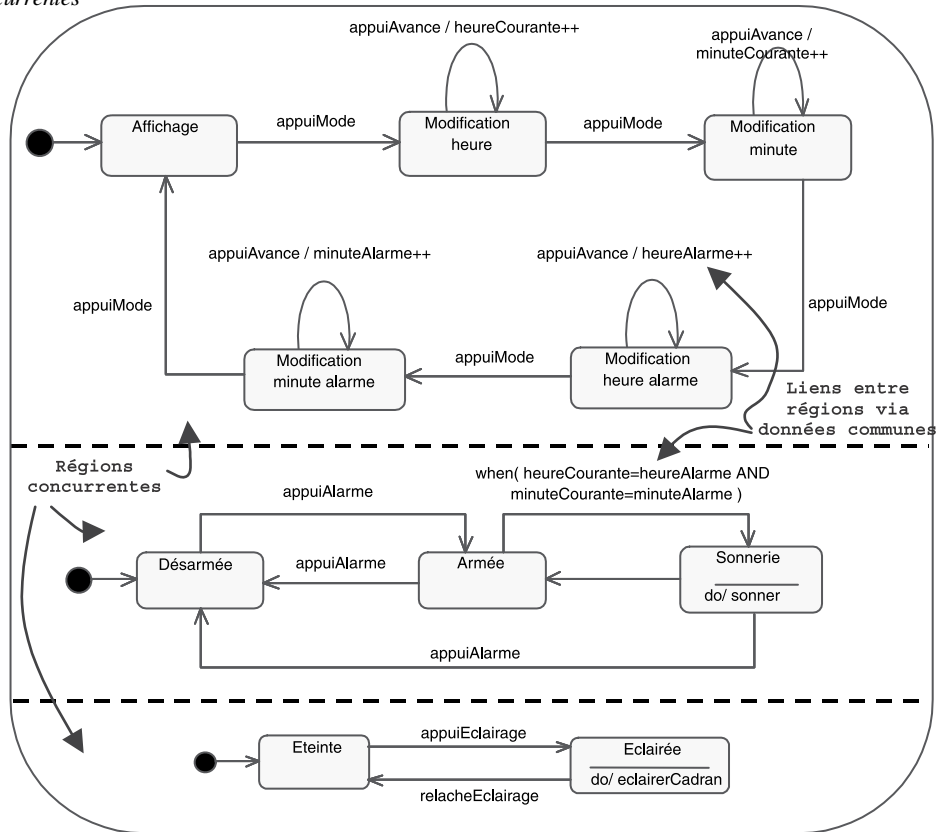 appuiAvance / heureCourante++
appuiAvance /
minuteCourante++
Affichage
appuiMode
Modification
heure
appuiMode
Modification
minute
appuiAvance / minuteAlarme++
appuiAvance / heureAlarme++
appuiMode
appuiMode
Modification
minute alarme
appuiMode
Modification
heure alarme
Liens entre
régions via
données communes
Régions
concurrentes
when( heureCourante=heureAlarme AND
minuteCourante=minuteAlarme )
appuiAlarme
Désarmée
appuiAlarme
Armée
Sonnerie
do/ sonner
appuiAlarme
Eteinte
appuiEclairage
Eclairée
do/ eclairerCadran
relacheEclairage